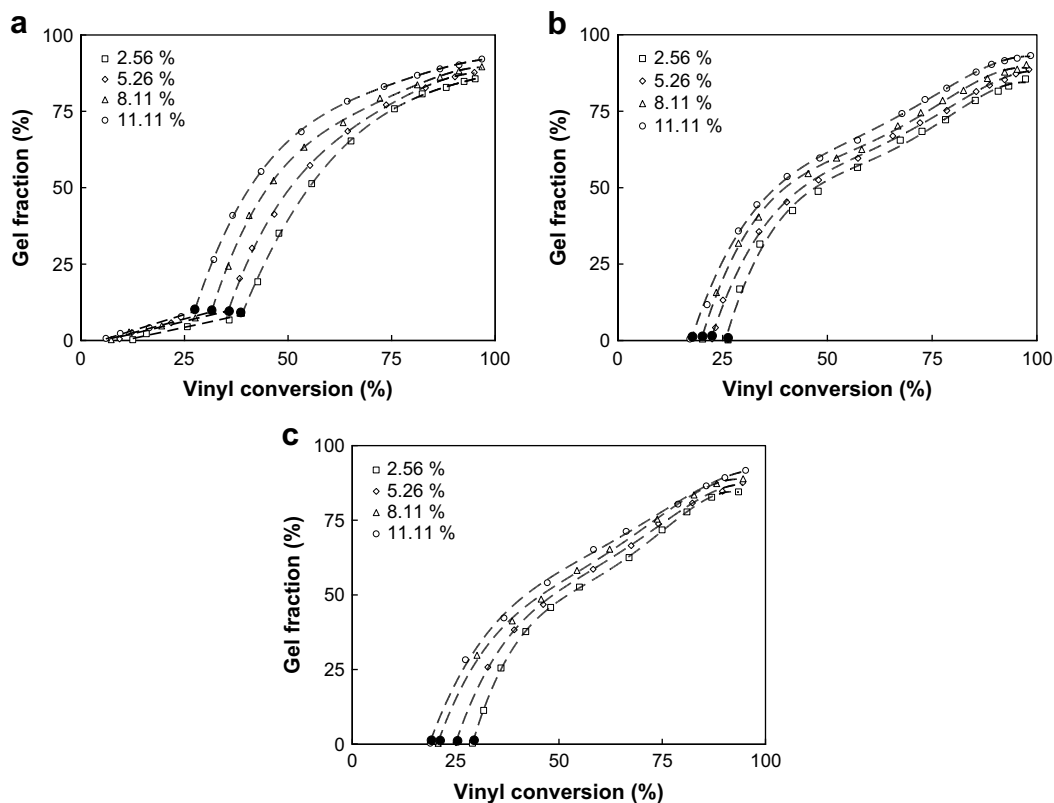 a
100
75
50
25
0
Gel fraction (%)
2.56 %
5.26 %
8.11 %
11.11 %
0 25 50 75 100
Vinyl conversion (%)
b
100
75
50
25
0
Gel fraction (%)
2.56 %
5.26 %
8.11 %
11.11 %
0 25 50 75 100
Vinyl conversion (%)
c
100
75
50
25
0
Gel fraction (%)
2.56 %
5.26 %
8.11 %
11.11 %
0 25 50 75 100
Vinyl conversion (%)